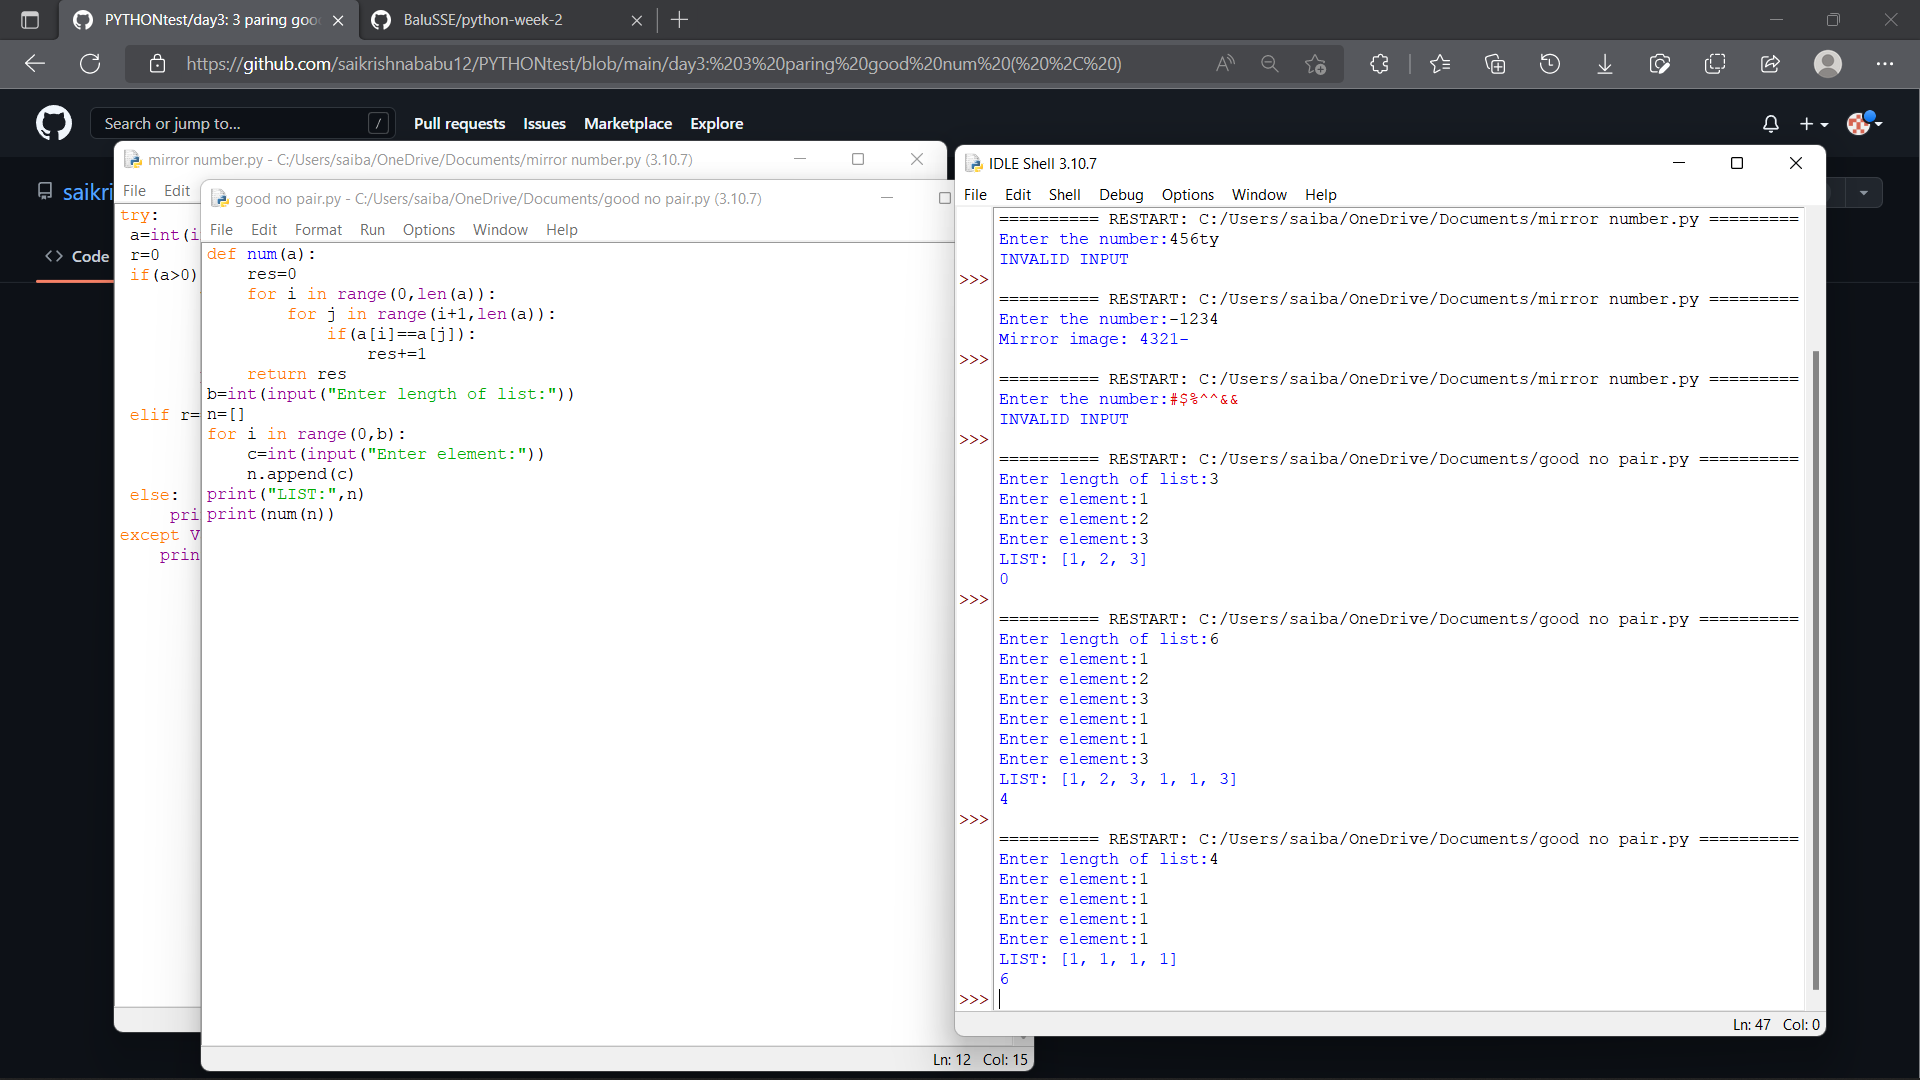 PYTHONtest/day3: 3 paring goo
BaluSSE/python-week-2
https://github.com/saikrishnababu12/PYTHONtest/blob/main/day3:%203%20paring%20good%20num%20(%20%2C%20)
Search or jump to...
/
Pull requests
Issues
Marketplace
Explore
saikri
<> Code
mirror number.py - C:/Users/saiba/OneDrive/Documents/mirror number.py (3.10.7)
File Edit
try:
a=int(i
r=0
if(a>0)
elif r=
else:
pri
except V
prin
good no pair.py - C:/Users/saiba/OneDrive/Documents/good no pair.py (3.10.7)
File Edit Format Run Options Window Help
def num(a):
    res=0
    for i in range(0,len(a)):
        for j in range(i+1,len(a)):
            if(a[i]==a[j]):
                res+=1
    return res
b=int(input("Enter length of list:"))
n=[]
for i in range(0,b):
    c=int(input("Enter element:"))
    n.append(c)
print("LIST:",n)
print(num(n))
Ln: 12 Col: 15
IDLE Shell 3.10.7
File Edit Shell Debug Options Window Help
========== RESTART: C:/Users/saiba/OneDrive/Documents/mirror number.py =========
Enter the number:456ty
INVALID INPUT
>>>
========== RESTART: C:/Users/saiba/OneDrive/Documents/mirror number.py =========
Enter the number:-1234
Mirror image: 4321-
>>>
========== RESTART: C:/Users/saiba/OneDrive/Documents/mirror number.py =========
Enter the number:#$%^^&&
INVALID INPUT
>>>
========== RESTART: C:/Users/saiba/OneDrive/Documents/good no pair.py ==========
Enter length of list:3
Enter element:1
Enter element:2
Enter element:3
LIST: [1, 2, 3]
0
>>>
========== RESTART: C:/Users/saiba/OneDrive/Documents/good no pair.py ==========
Enter length of list:6
Enter element:1
Enter element:2
Enter element:3
Enter element:1
Enter element:1
Enter element:3
LIST: [1, 2, 3, 1, 1, 3]
4
>>>
========== RESTART: C:/Users/saiba/OneDrive/Documents/good no pair.py ==========
Enter length of list:4
Enter element:1
Enter element:1
Enter element:1
Enter element:1
LIST: [1, 1, 1, 1]
6
>>>
Ln: 47 Col: 0